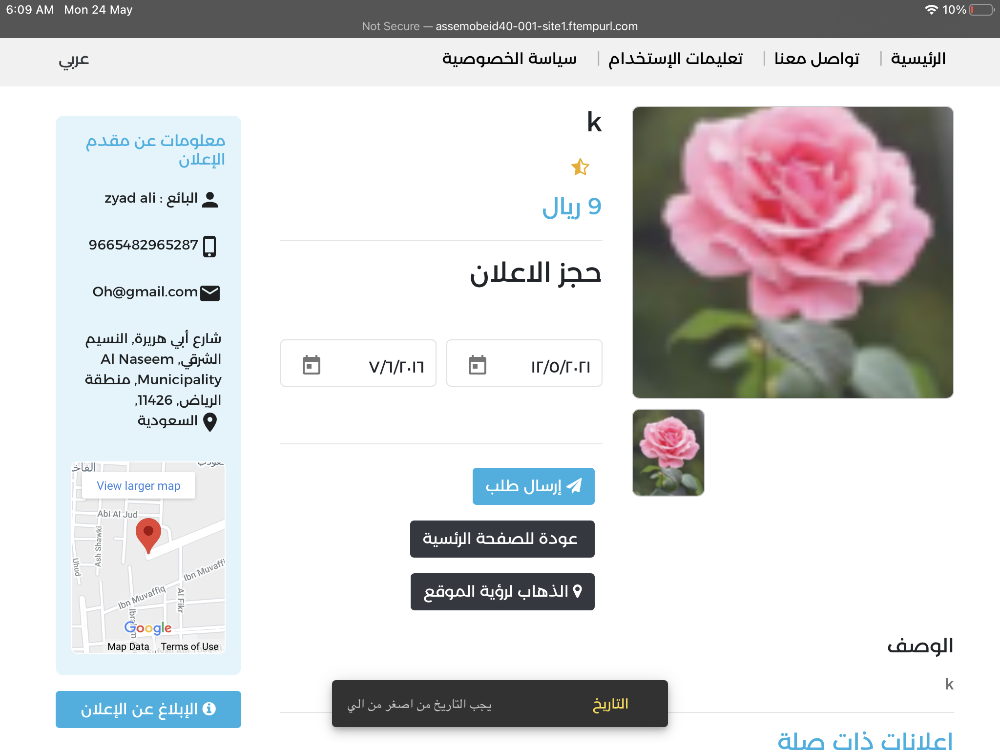 6:09 AM Mon 24 May
10%
Not Secure — assemobeid40-001-site1.ftempurl.com
الرئيسية | تواصل معنا | تعليمات الإستخدام | سياسة الخصوصية
عربي
k
9 ريال
حجز الاعلان
١٢/٥/٢٠٢١
٧/٦/٢٠١٦
إرسال طلب
عودة للصفحة الرئسية
الذهاب لرؤية الموقع
الوصف
k
اعلانات ذات صلة
معلومات عن مقدم
الإعلان
البائع : zyad ali
9665482965287
Oh@gmail.com
شارع أبي هريرة, النسيم
الشرقي, Al Naseem
Municipality, منطقة
الرياض, 11426,
السعودية
View larger map
Abi Al Jud
Ash Shawki
Uhud
Ibn Muvaffiq
Ibn Muvaffi
Al Fikr
Google
Map Data
Terms of Use
الإبلاغ عن الإعلان
التاريخ
يجب التاريخ من اصغر من الي